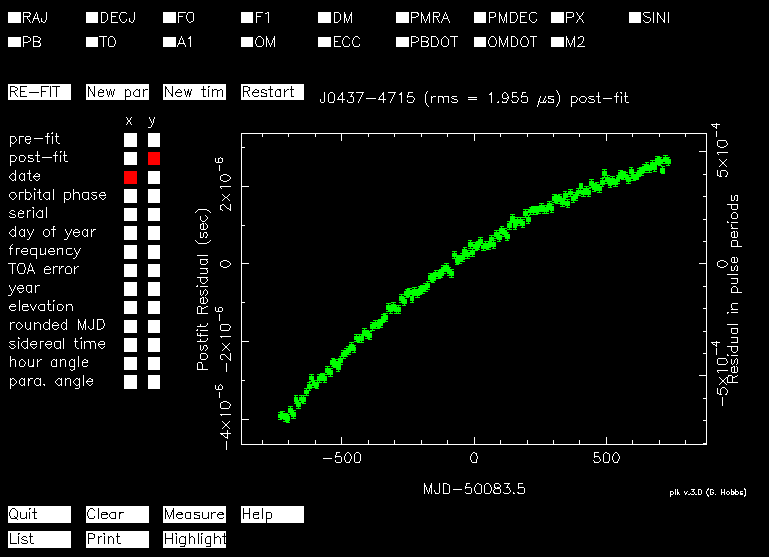 RAJ DECJ F0 F1 DM PMRA PMDEC PX SINI
PB T0 A1 OM ECC PBDOT OMDOT M2
RE-FIT New par New tim Restart
J0437-4715 (rms = 1.955 μs) post-fit
x y
pre-fit
post-fit
date
orbital phase
serial
day of year
frequency
TOA error
year
elevation
rounded MJD
sidereal time
hour angle
para. angle
Postfit Residual (sec)
-4×10⁻⁶ -2×10⁻⁶ 0 2×10⁻⁶
-5×10⁻⁴ 0 5×10⁻⁴
Residual in pulse periods
-500 0 500
MJD-50083.5
plk v.3.0 (G. Hobbs)
Quit Clear Measure Help
List Print Highlight